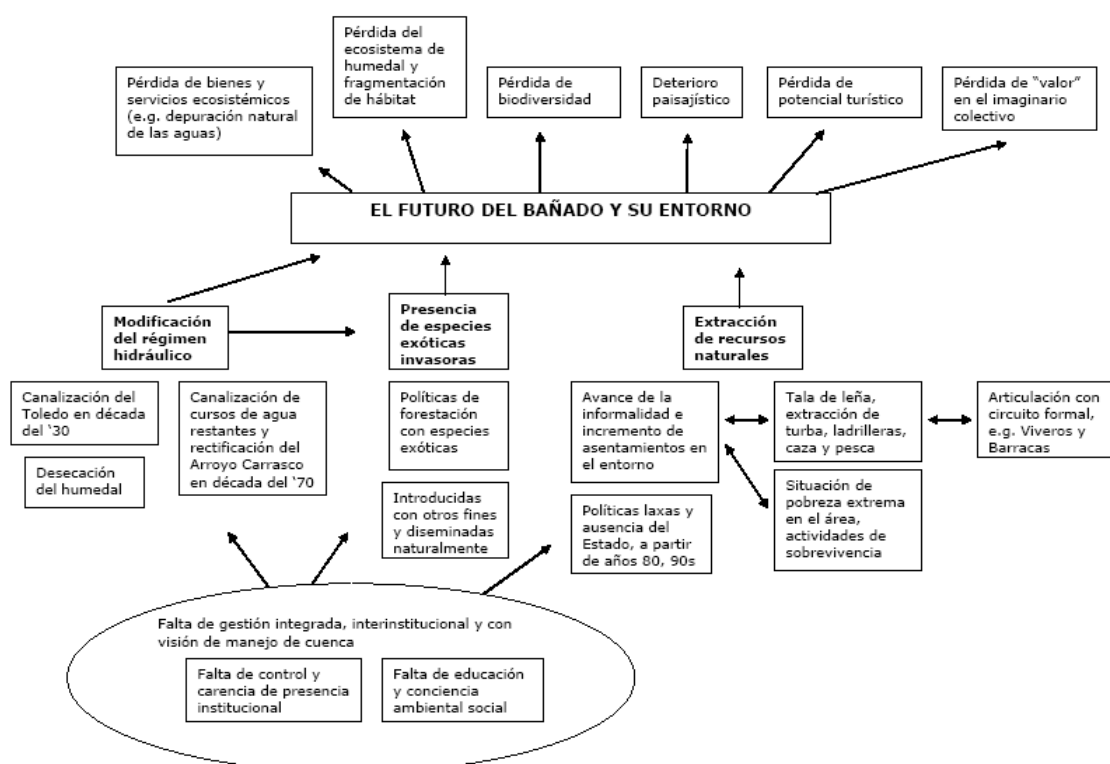 Pérdida de bienes y
servicios ecosistémicos
(e.g. depuración natural
de las aguas)
Pérdida del
ecosistema de
humedal y
fragmentación
de hábitat
Pérdida de
biodiversidad
Deterioro
paisajístico
Pérdida de
potencial turístico
Pérdida de “valor”
en el imaginario
colectivo
EL FUTURO DEL BAÑADO Y SU ENTORNO
Modificación
del régimen
hidráulico
Presencia
de especies
exóticas
invasoras
Extracción
de recursos
naturales
Canalización del
Toledo en década
del ‘30
Desecación
del humedal
Canalización de
cursos de agua
restantes y
rectificación del
Arroyo Carrasco
en década del ‘70
Políticas de
forestación
con especies
exóticas
Introducidas
con otros fines
y diseminadas
naturalmente
Avance de la
informalidad e
incremento de
asentamientos en
el entorno
Políticas laxas y
ausencia del
Estado, a partir
de años 80, 90s
Tala de leña,
extracción de
turba, ladrilleras,
caza y pesca
Situación de
pobreza extrema
en el área,
actividades de
sobrevivencia
Articulación con
circuito formal,
e.g. Viveros y
Barracas
Falta de gestión integrada, interinstitucional y con
visión de manejo de cuenca
Falta de control y
carencia de presencia
institucional
Falta de educación
y conciencia
ambiental social